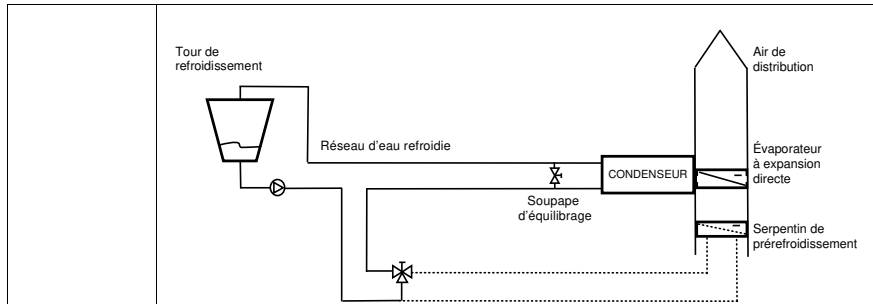 Tour de
refroidissement
Air de
distribution
Réseau d'eau refroidie
Évaporateur
à expansion
directe
CONDENSEUR
Soupape
d'équilibrage
Serpentin de
prérefroidissement